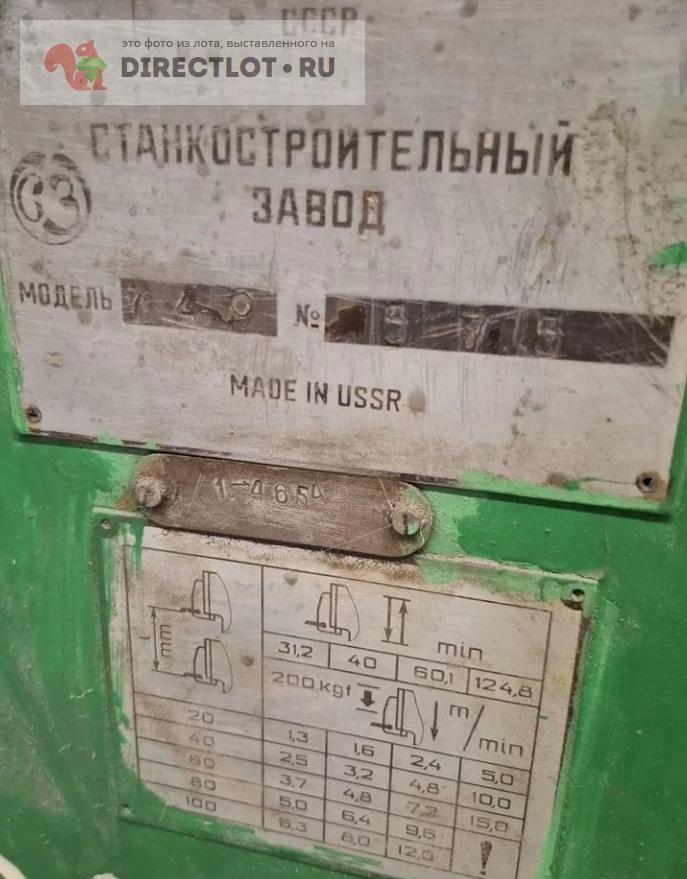 СССР
это фото из лота, выставленного на
DIRECTLOT.RU
СТАНКОСТРОИТЕЛЬНЫЙ
СЗ
ЗАВОД
МОДЕЛЬ 740 №
MADE IN USSR
1-4654
min
mm
31,2 40 60,1 124,8
200 kgf
m/min
20 1,3 1,6 2,4 5,0
40 2,5 3,2 4,8 10,0
60 3,7 4,8 7,2 15,0
80 5,0 6,4 9,6 !
100 6,3 8,0 12,0